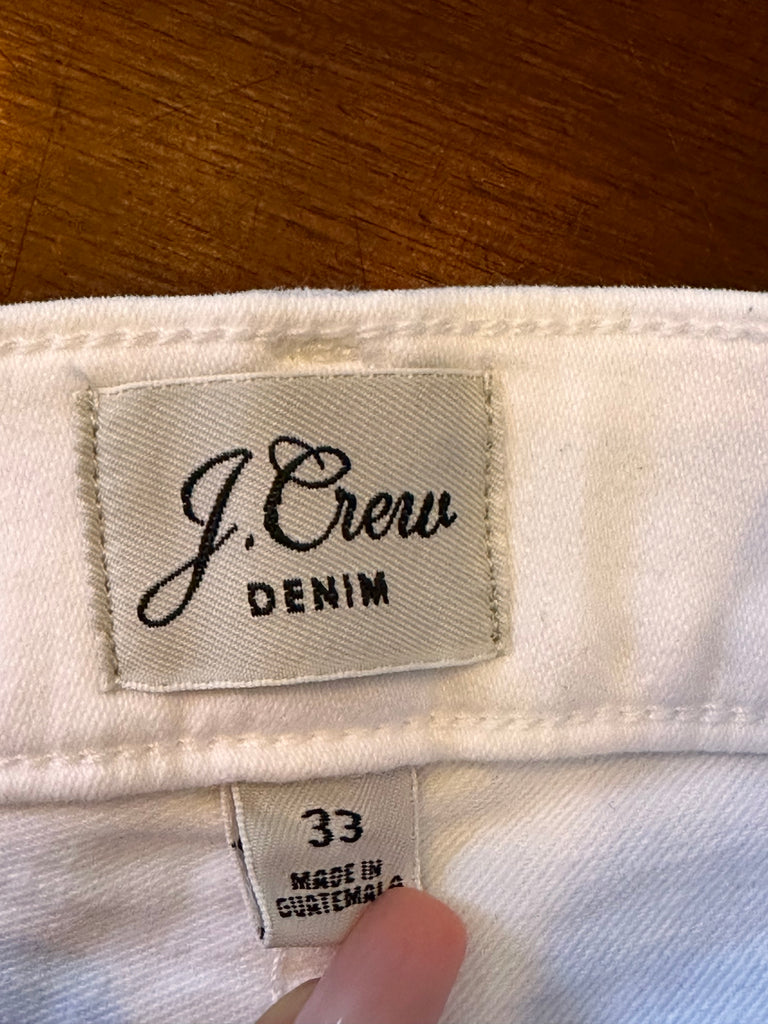 J.Crew
DENIM
33
MADE IN
GUATEMALA